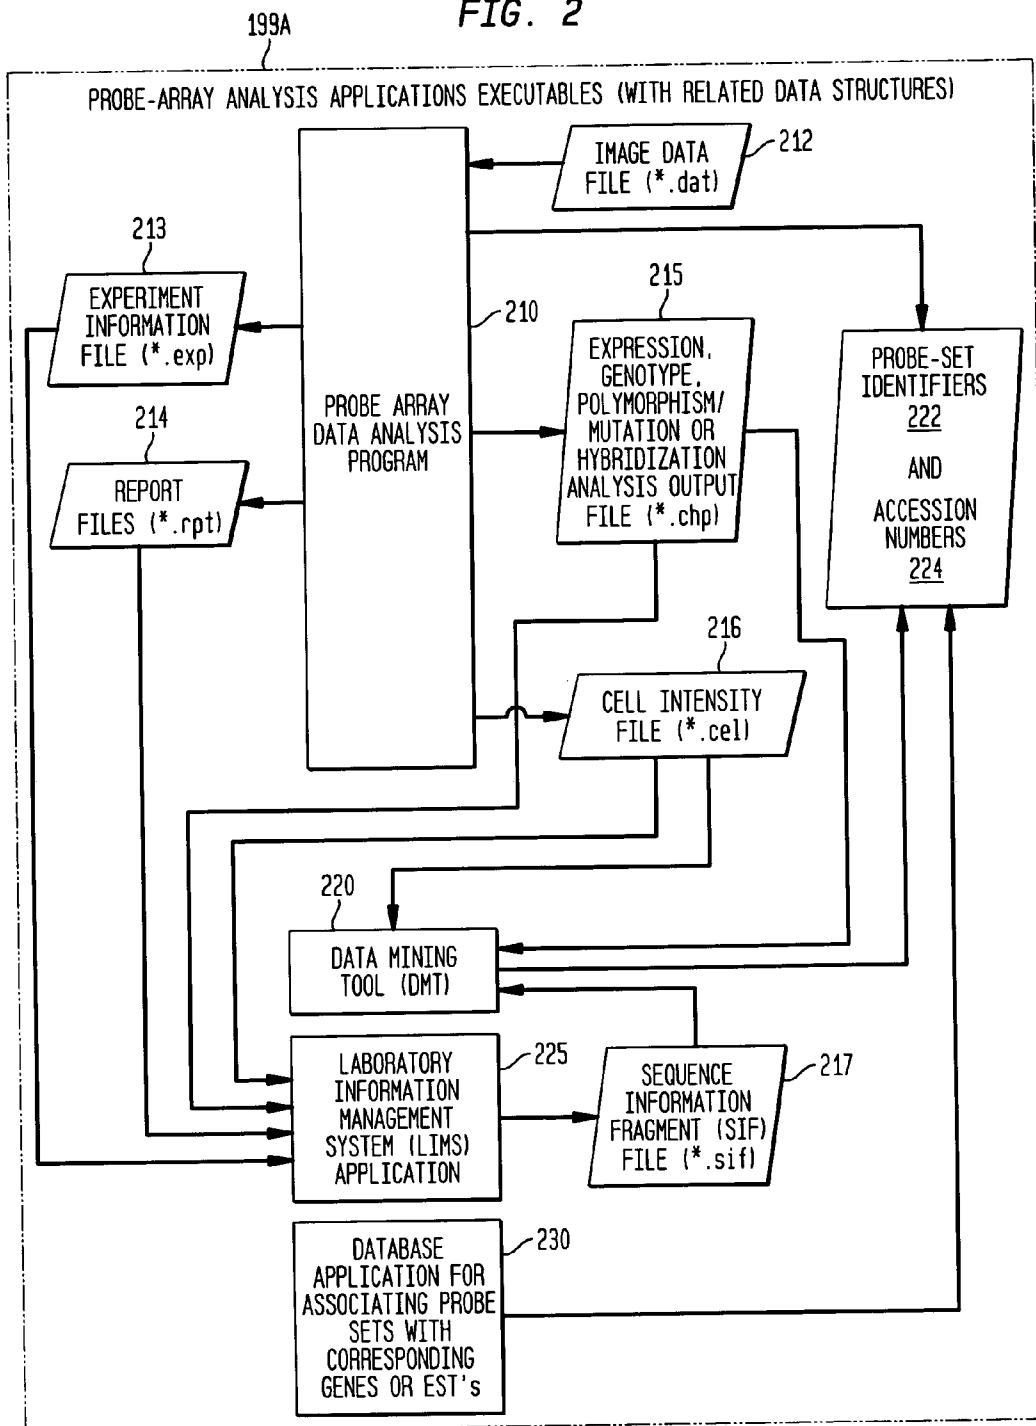 FIG. 2
199A
PROBE-ARRAY ANALYSIS APPLICATIONS EXECUTABLES (WITH RELATED DATA STRUCTURES)
IMAGE DATA
FILE (*.dat)
212
213
EXPERIMENT
INFORMATION
FILE (*.exp)
210
215
EXPRESSION,
GENOTYPE,
POLYMORPHISM/
MUTATION OR
HYBRIDIZATION
ANALYSIS OUTPUT
FILE (*.chp)
PROBE-SET
IDENTIFIERS
222
AND
ACCESSION
NUMBERS
224
PROBE ARRAY
DATA ANALYSIS
PROGRAM
214
REPORT
FILES (*.rpt)
216
CELL INTENSITY
FILE (*.cel)
220
DATA MINING
TOOL (DMT)
LABORATORY
INFORMATION
MANAGEMENT
SYSTEM (LIMS)
APPLICATION
225
SEQUENCE
INFORMATION
FRAGMENT (SIF)
FILE (*.sif)
217
DATABASE
APPLICATION FOR
ASSOCIATING PROBE
SETS WITH
CORRESPONDING
GENES OR EST's
230